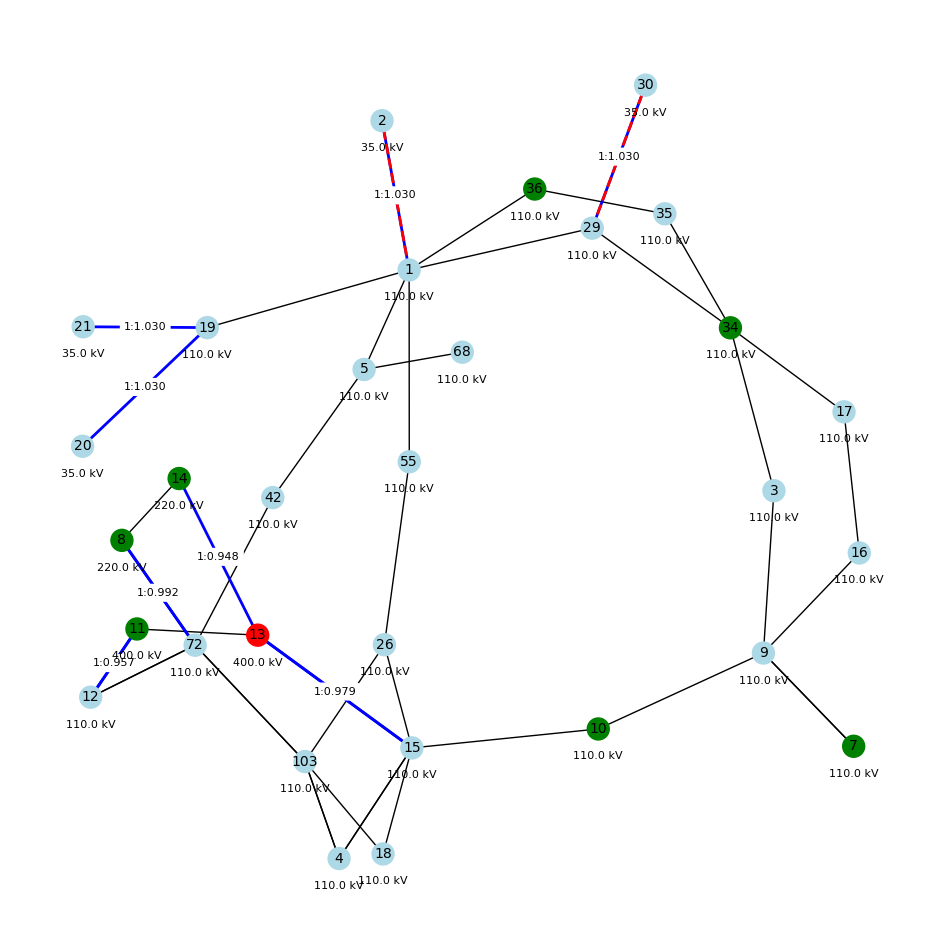 30
35.0 kV
2
35.0 kV
1:1.030
1:1.030
36
110.0 kV
35
110.0 kV
29
110.0 kV
1
110.0 kV
21
35.0 kV
1:1.030
19
110.0 kV
34
110.0 kV
68
110.0 kV
5
110.0 kV
1:1.030
17
110.0 kV
20
35.0 kV
55
110.0 kV
14
220.0 kV
42
110.0 kV
3
110.0 kV
8
220.0 kV
1:0.948
16
110.0 kV
1:0.992
11
400.0 kV
13
400.0 kV
72
110.0 kV
26
110.0 kV
9
110.0 kV
1:0.957
12
110.0 kV
1:0.979
10
110.0 kV
7
110.0 kV
15
110.0 kV
103
110.0 kV
4
110.0 kV
18
110.0 kV